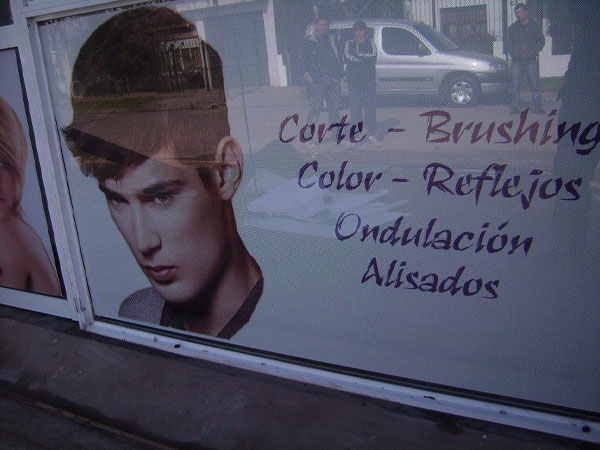 Corte - Brushing
Color - Reflejos
Ondulación
Alisados